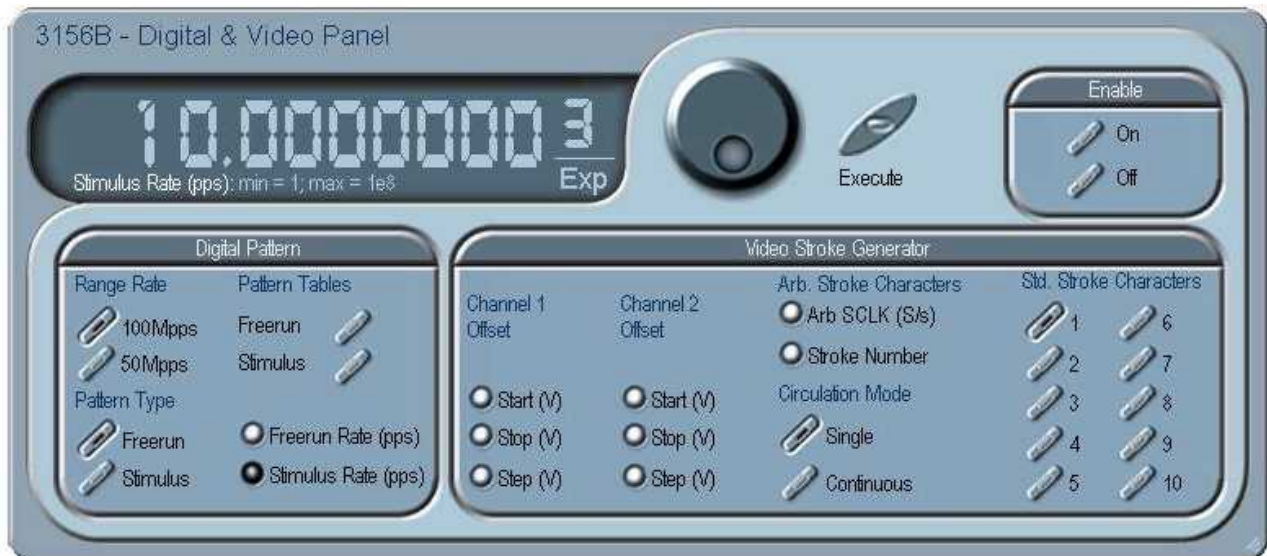 3156B - Digital & Video Panel
10.0000000 3
Exp
Stimulus Rate (pps): min = 1; max = 1e8
Execute
Enable
On
Off
Digital Pattern
Range Rate
100Mpps
50Mpps
Pattern Tables
Freerun
Stimulus
Pattern Type
Freerun
Stimulus
Freerun Rate (pps)
Stimulus Rate (pps)
Video Stroke Generator
Channel 1
Offset
Start (V)
Stop (V)
Step (V)
Channel 2
Offset
Start (V)
Stop (V)
Step (V)
Arb. Stroke Characters
Arb SCLK (S/s)
Stroke Number
Circulation Mode
Single
Continuous
Std. Stroke Characters
1
2
3
4
5
6
7
8
9
10